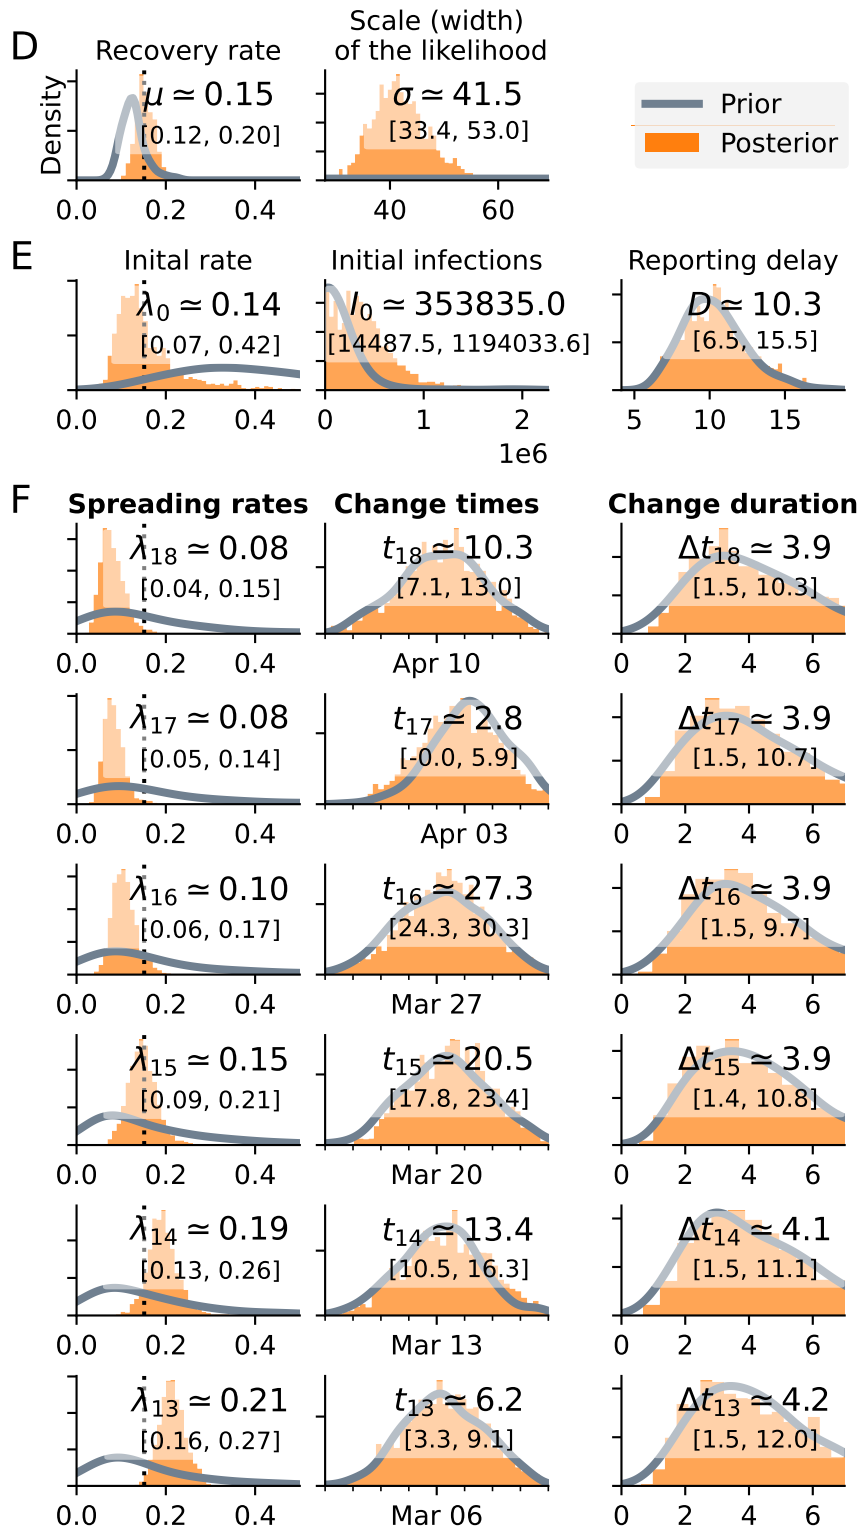 D
Recovery rate
Scale (width)
of the likelihood
Density
μ ≃ 0.15
[0.12, 0.20]
σ ≃ 41.5
[33.4, 53.0]
Prior
Posterior
0.0 0.2 0.4
40 60
E
Inital rate
Initial infections
Reporting delay
λ0 ≃ 0.14
[0.07, 0.42]
I0 ≃ 353835.0
[14487.5, 1194033.6]
D ≃ 10.3
[6.5, 15.5]
0.0 0.2 0.4
0 1 2
1e6
5 10 15
F
Spreading rates
Change times
Change duration
λ18 ≃ 0.08
[0.04, 0.15]
t18 ≃ 10.3
[7.1, 13.0]
Δt18 ≃ 3.9
[1.5, 10.3]
0.0 0.2 0.4
Apr 10
0 2 4 6
λ17 ≃ 0.08
[0.05, 0.14]
t17 ≃ 2.8
[-0.0, 5.9]
Δt17 ≃ 3.9
[1.5, 10.7]
0.0 0.2 0.4
Apr 03
0 2 4 6
λ16 ≃ 0.10
[0.06, 0.17]
t16 ≃ 27.3
[24.3, 30.3]
Δt16 ≃ 3.9
[1.5, 9.7]
0.0 0.2 0.4
Mar 27
0 2 4 6
λ15 ≃ 0.15
[0.09, 0.21]
t15 ≃ 20.5
[17.8, 23.4]
Δt15 ≃ 3.9
[1.4, 10.8]
0.0 0.2 0.4
Mar 20
0 2 4 6
λ14 ≃ 0.19
[0.13, 0.26]
t14 ≃ 13.4
[10.5, 16.3]
Δt14 ≃ 4.1
[1.5, 11.1]
0.0 0.2 0.4
Mar 13
0 2 4 6
λ13 ≃ 0.21
[0.16, 0.27]
t13 ≃ 6.2
[3.3, 9.1]
Δt13 ≃ 4.2
[1.5, 12.0]
0.0 0.2 0.4
Mar 06
0 2 4 6